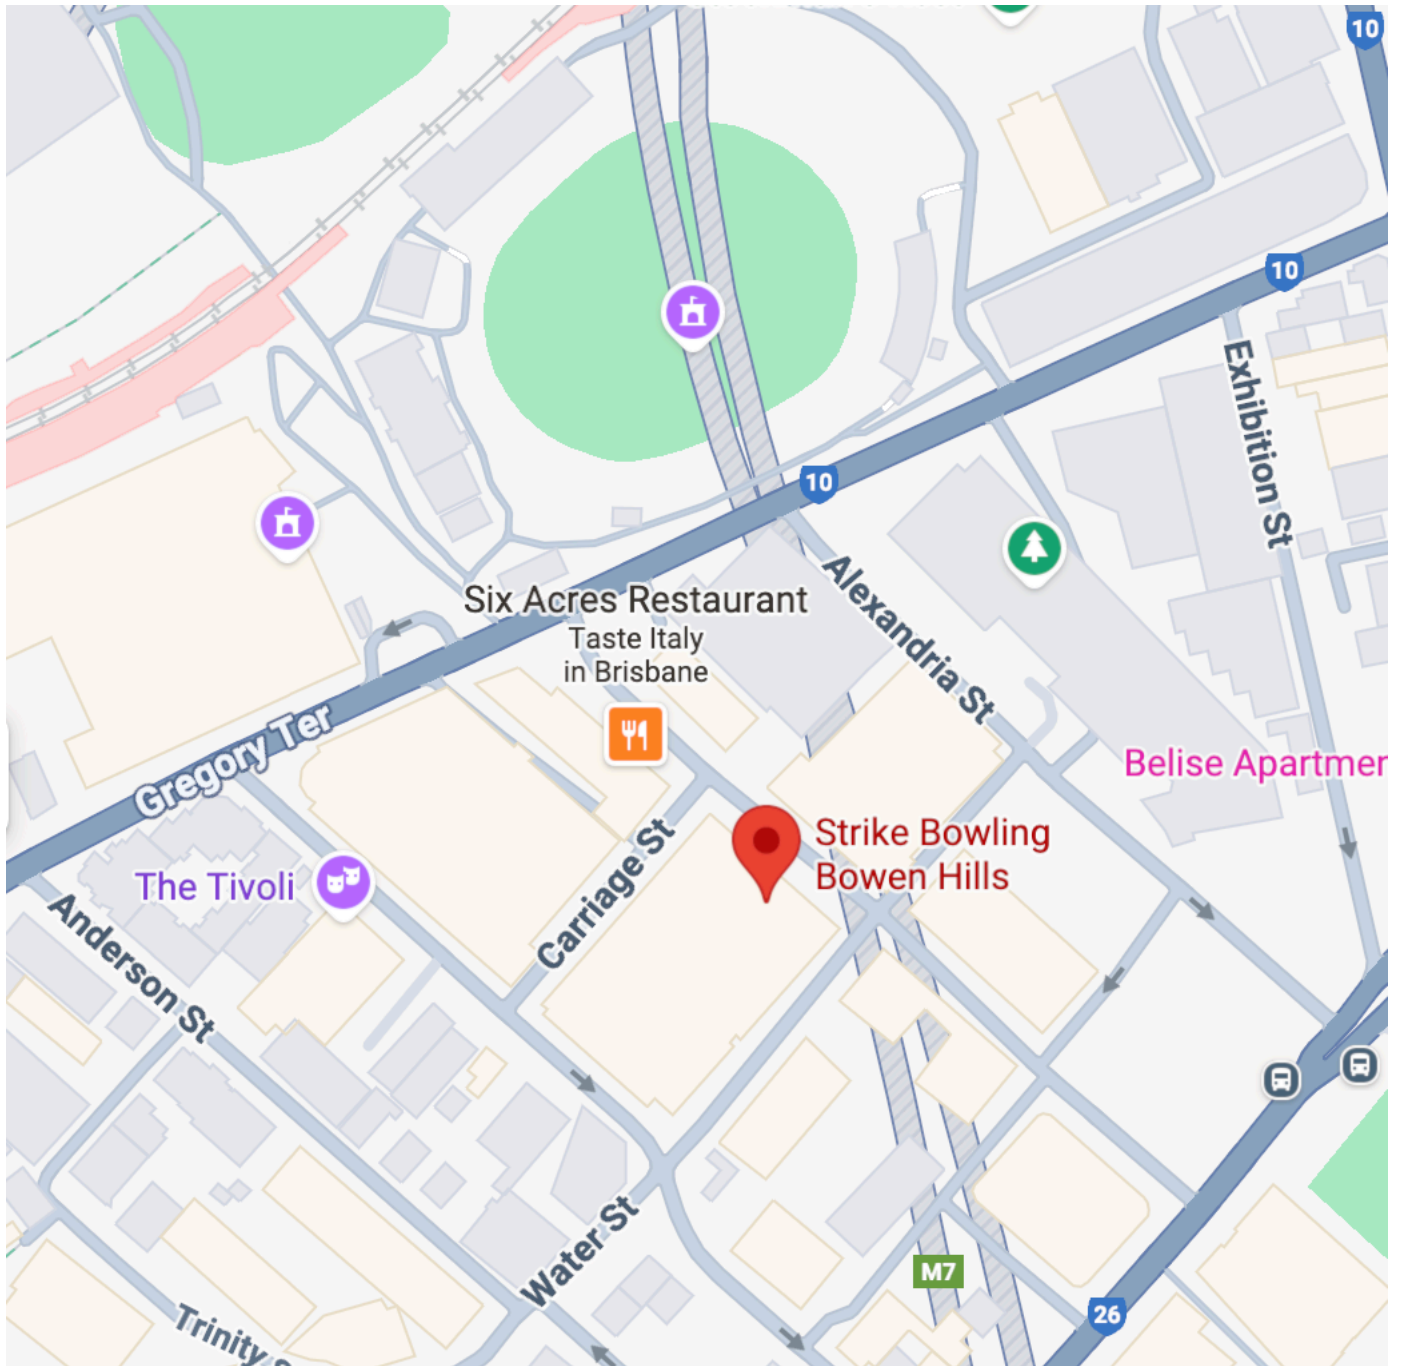 10
10
10
Exhibition St
Six Acres Restaurant
Taste Italy
in Brisbane
Alexandria St
Gregory Ter
Belise Apartmen
Strike Bowling
Bowen Hills
Carriage St
The Tivoli
Anderson St
Water St
M7
26
Trinity